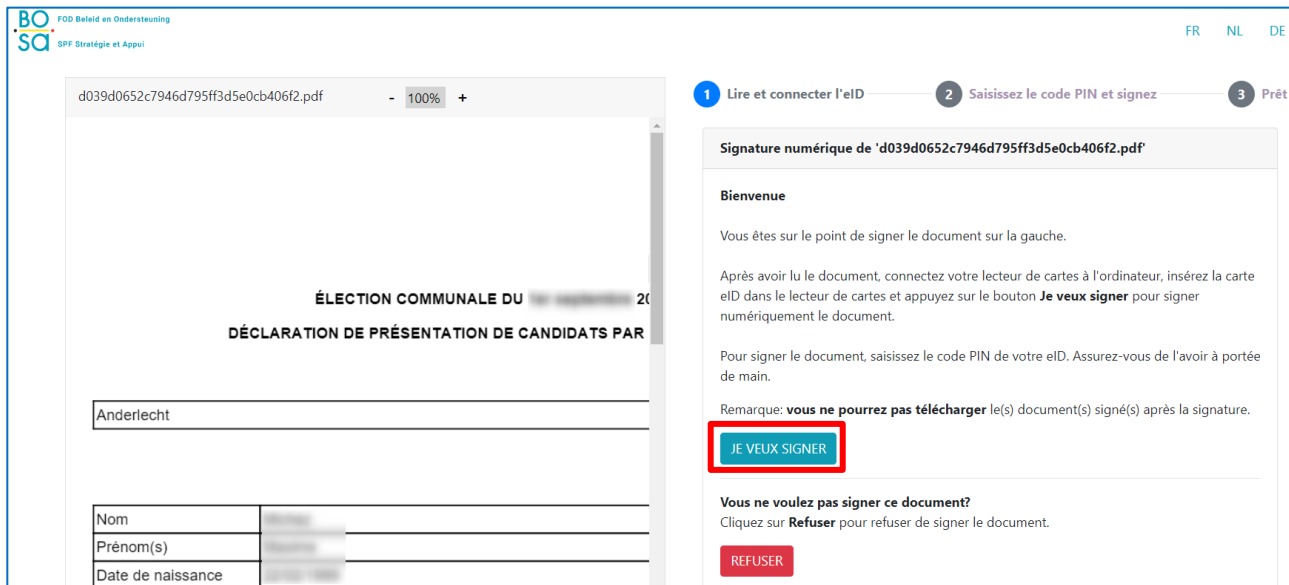 BO FOD Beleid en Ondersteuning
SA SPF Stratégie et Appui
FR NL DE
d039d0652c7946d795ff3d5e0cb406f2.pdf - 100% +
ÉLECTION COMMUNALE DU 20
DÉCLARATION DE PRÉSENTATION DE CANDIDATS PAR
Anderlecht
Nom
Prénom(s)
Date de naissance
1 Lire et connecter l'eID 2 Saisissez le code PIN et signez 3 Prêt
Signature numérique de 'd039d0652c7946d795ff3d5e0cb406f2.pdf'
Bienvenue
Vous êtes sur le point de signer le document sur la gauche.
Après avoir lu le document, connectez votre lecteur de cartes à l'ordinateur, insérez la carte
eID dans le lecteur de cartes et appuyez sur le bouton Je veux signer pour signer
numériquement le document.
Pour signer le document, saisissez le code PIN de votre eID. Assurez-vous de l'avoir à portée
de main.
Remarque: vous ne pourrez pas télécharger le(s) document(s) signé(s) après la signature.
JE VEUX SIGNER
Vous ne voulez pas signer ce document?
Cliquez sur Refuser pour refuser de signer le document.
REFUSER